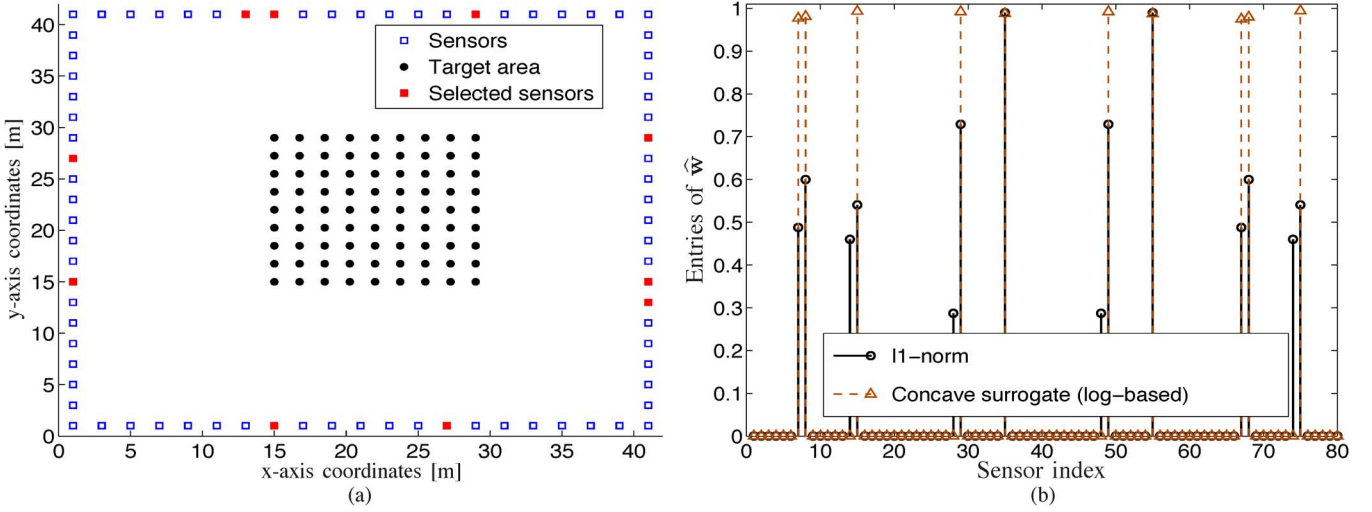 40
35
30
25
20
15
10
5
0
y-axis coordinates [m]
Sensors
Target area
Selected sensors
0 5 10 15 20 25 30 35 40
x-axis coordinates [m]
(a)
1
0.9
0.8
0.7
0.6
0.5
0.4
0.3
0.2
0.1
0
Entries of ŵ
l1-norm
Concave surrogate (log-based)
10 20 30 40 50 60 70 80
Sensor index
(b)